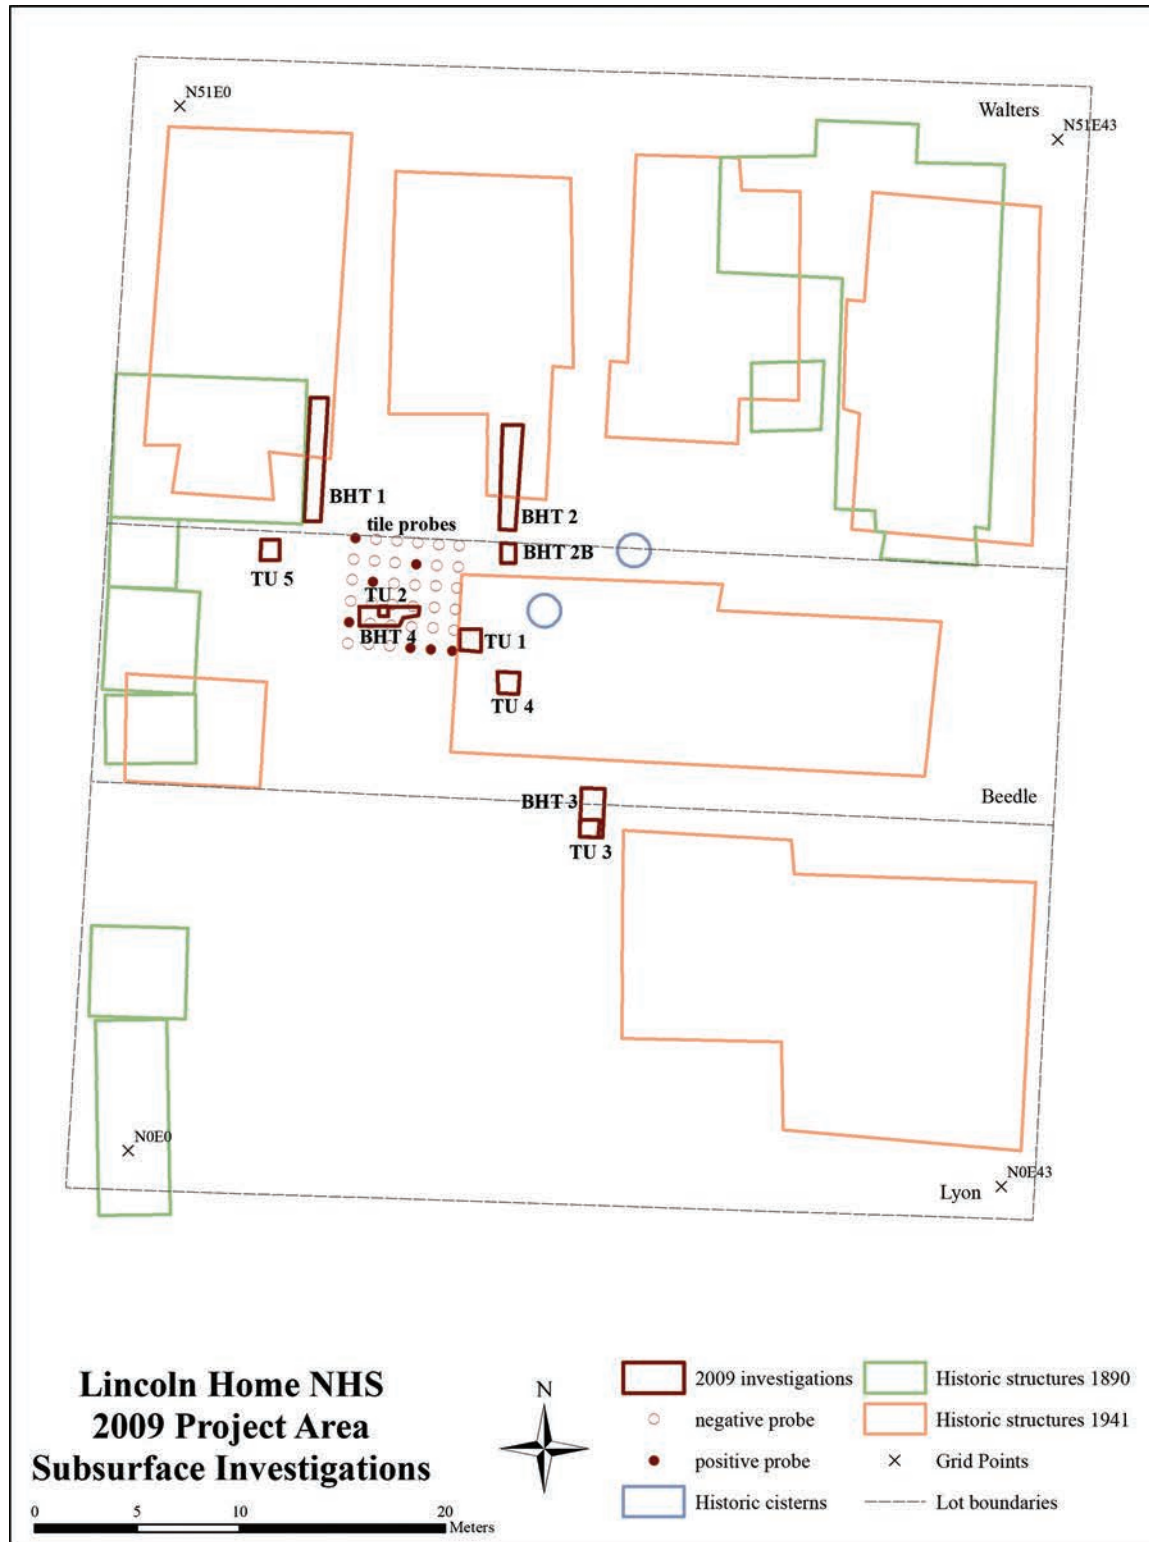 N51E0
Walters
N51E43
BHT 1
BHT 2
tile probes
BHT 2B
TU 5
TU 2
BHT 4
TU 1
TU 4
BHT 3
Beedle
TU 3
N0E0
N0E43
Lyon
Lincoln Home NHS
2009 Project Area
Subsurface Investigations
0 5 10 20
Meters
N
2009 investigations
negative probe
positive probe
Historic cisterns
Historic structures 1890
Historic structures 1941
Grid Points
Lot boundaries